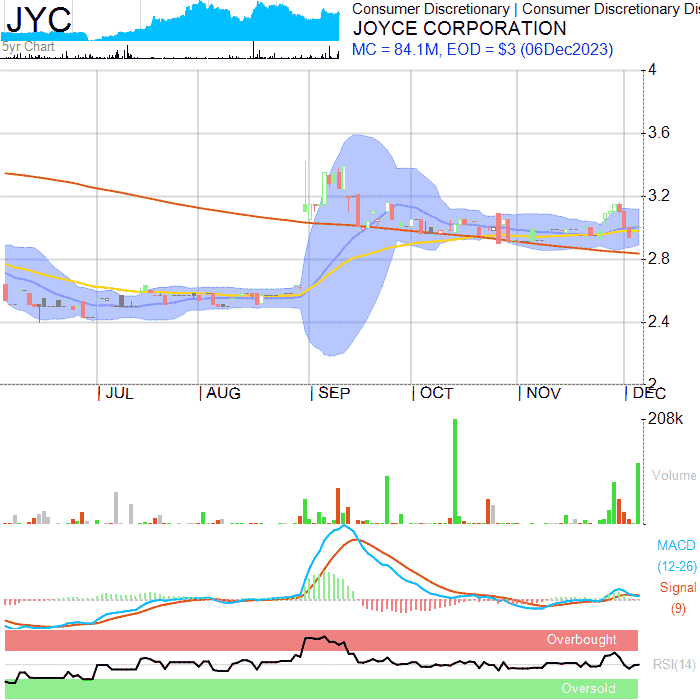 JYC
5yr Chart
Consumer Discretionary | Consumer Discretionary Dis
JOYCE CORPORATION
MC = 84.1M, EOD = $3 (06Dec2023)
4
3.6
3.2
2.8
2.4
2
JUL
AUG
SEP
OCT
NOV
DEC
208k
Volume
MACD
(12-26)
Signal
(9)
Overbought
RSI(14)
Oversold